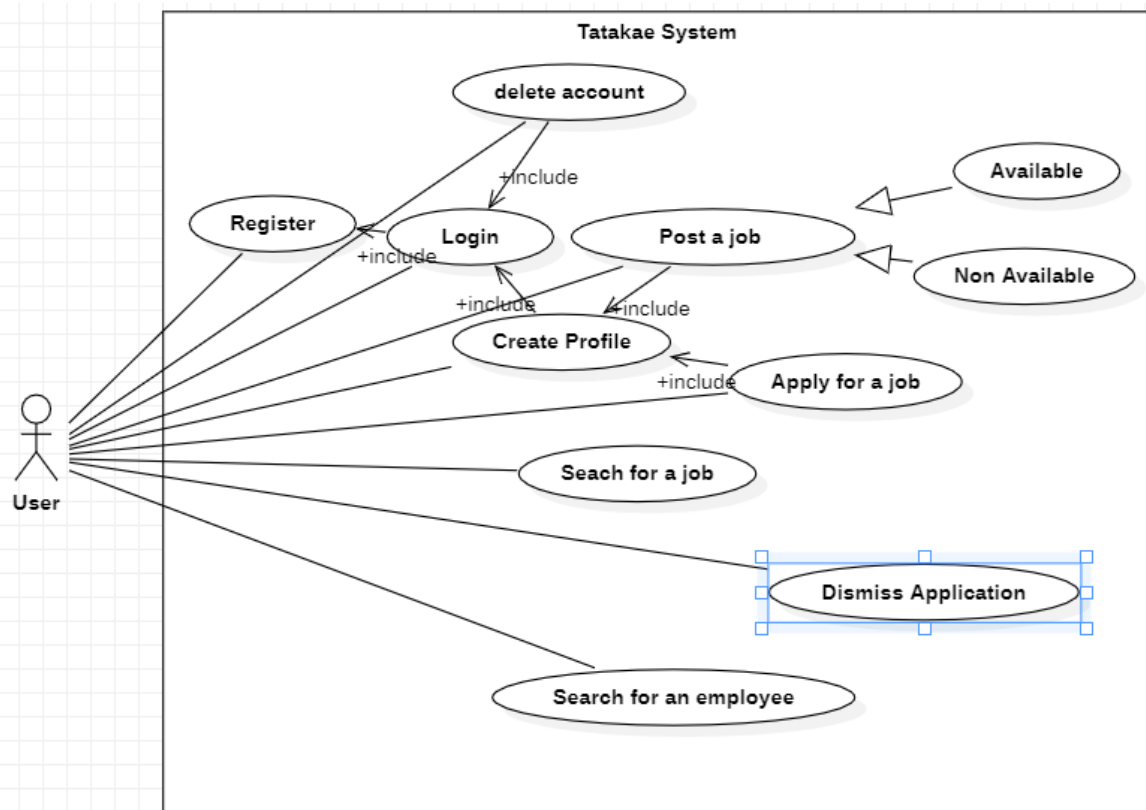 Tatakae System
delete account
+include
Available
Register
Login
Post a job
+include
Non Available
+include
+include
Create Profile
+include
Apply for a job
Seach for a job
User
Dismiss Application
Search for an employee